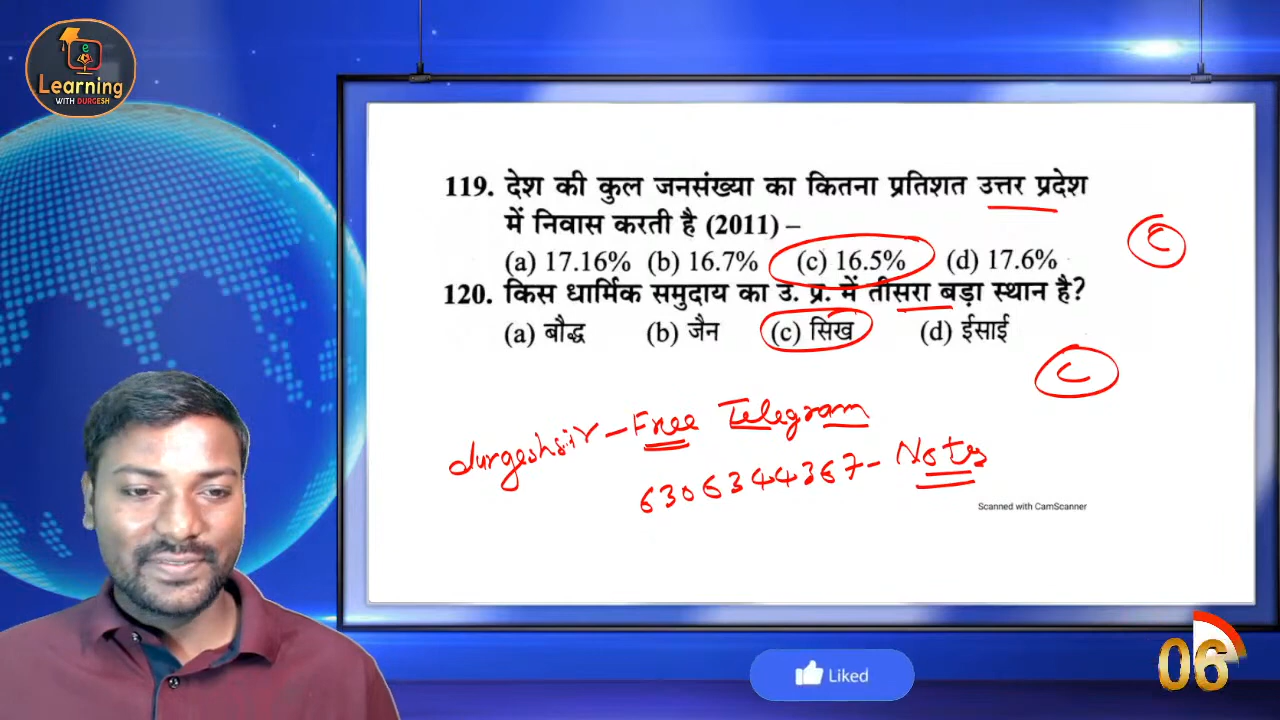 e
Learning
WITH DURGESH
119. देश की कुल जनसंख्या का कितना प्रतिशत उत्तर प्रदेश
में निवास करती है (2011) –
(a) 17.16% (b) 16.7% (c) 16.5% (d) 17.6%
C
120. किस धार्मिक समुदाय का उ. प्र. में तीसरा बड़ा स्थान है?
(a) बौद्ध (b) जैन (c) सिख (d) ईसाई
C
durgeshsir – Free Telegram
6306344367 – Notes
Scanned with CamScanner
06
Liked